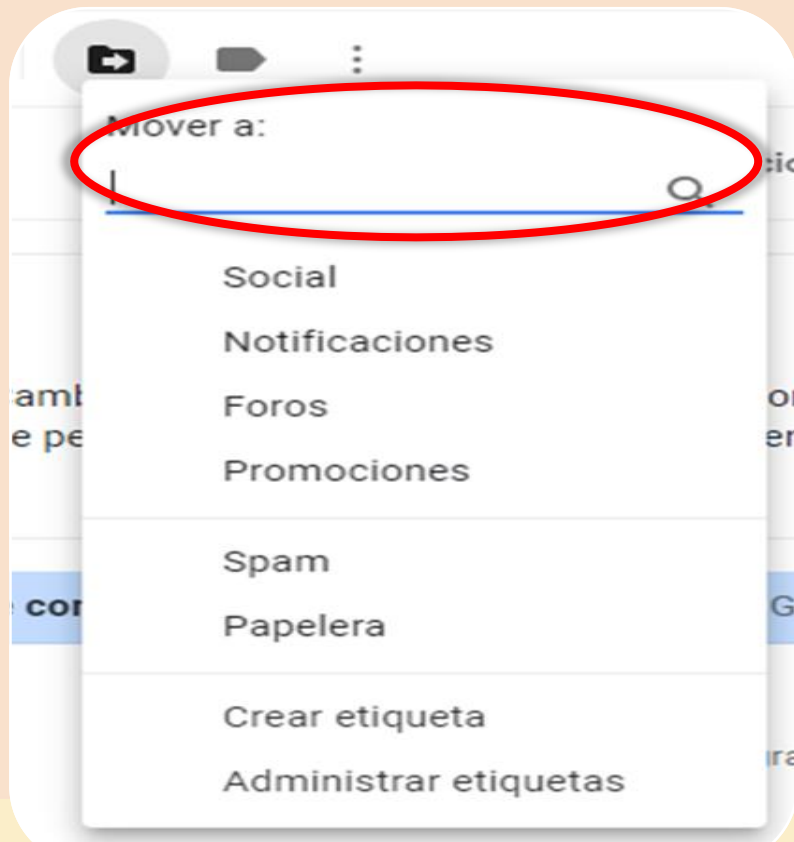 Mover a:
Social
Notificaciones
Foros
Promociones
Spam
Papelera
Crear etiqueta
Administrar etiquetas